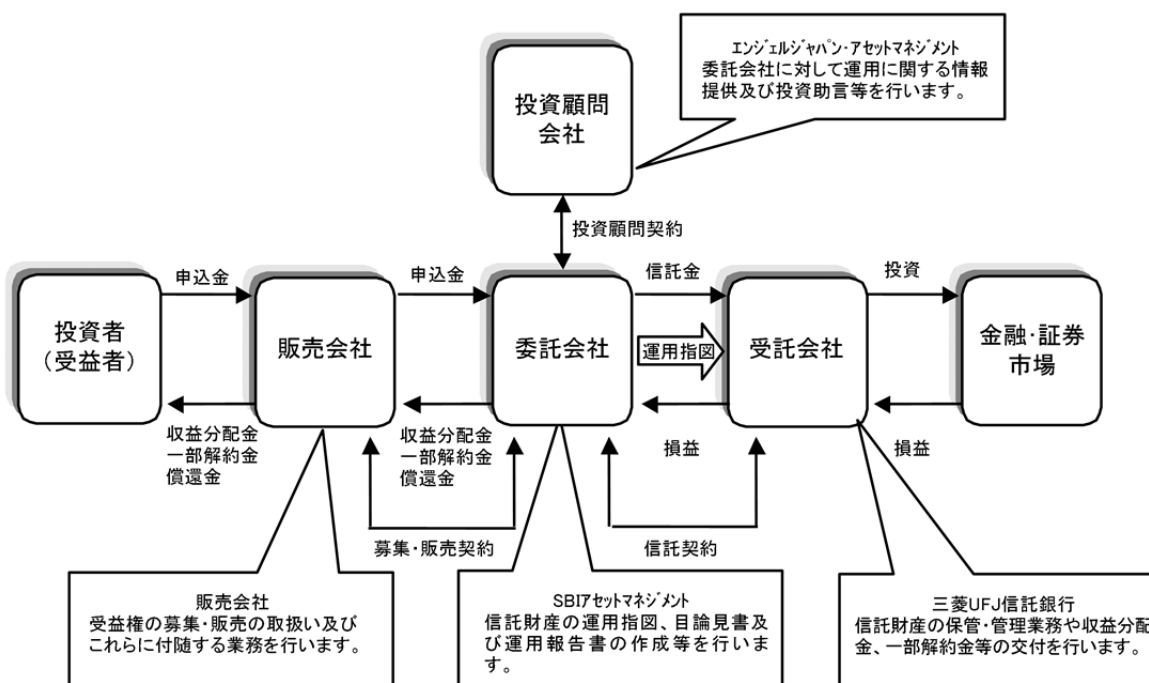 エンジェルジャパン・アセットマネジメント
委託会社に対して運用に関する情報
提供及び投資助言等を行います。
投資顧問
会社
投資顧問契約
申込金
申込金
信託金
投資
投資者
(受益者)
販売会社
委託会社
運用指図
受託会社
金融・証券
市場
収益分配金
一部解約金
償還金
収益分配金
一部解約金
償還金
損益
損益
募集・販売契約
信託契約
販売会社
受益権の募集・販売の取扱い及び
これらに付随する業務を行います。
SBIアセットマネジメント
信託財産の運用指図、目論見書及
び運用報告書の作成等を行いま
す。
三菱UFJ信託銀行
信託財産の保管・管理業務や収益分配
金、一部解約金等の交付を行います。